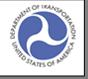 DEPARTMENT OF TRANSPORTATION
UNITED STATES OF AMERICA